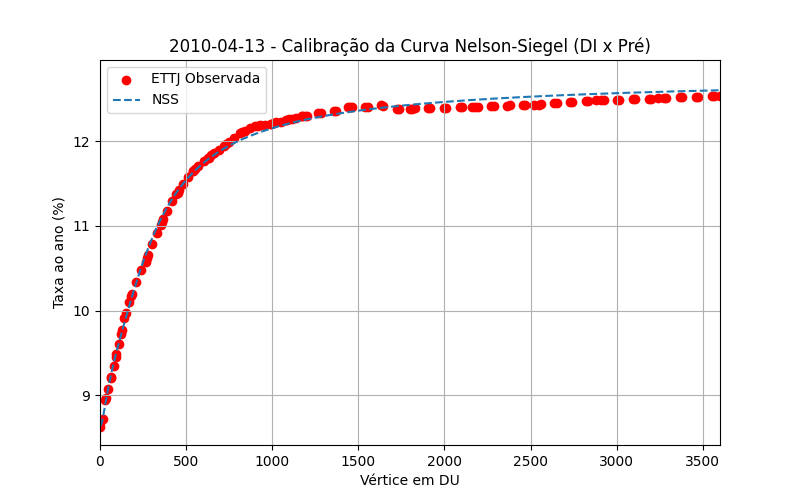 2010-04-13 - Calibração da Curva Nelson-Siegel (DI x Pré)
ETTJ Observada
NSS
Taxa ao ano (%)
12
11
10
9
0 500 1000 1500 2000 2500 3000 3500
Vértice em DU